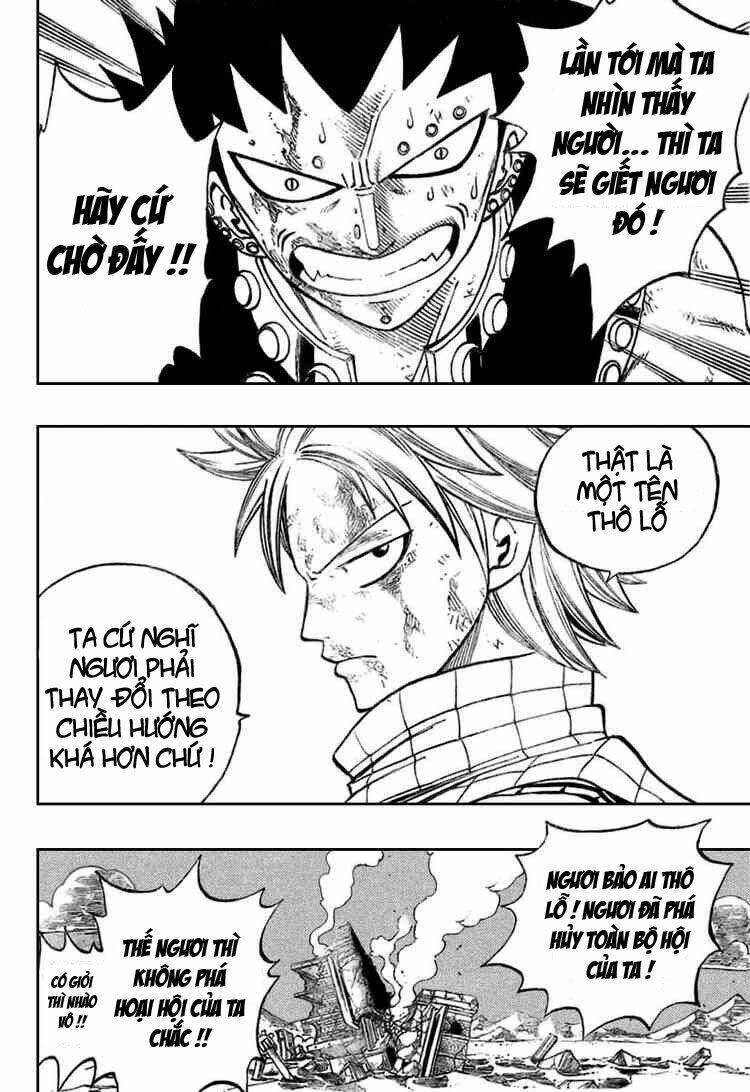 LẦN TỚI MÀ TA
NHÌN THẤY
NGƯỜI... THÌ TA
SẼ GIẾT NGƯƠI
ĐÓ !
HÃY CỨ
CHỜ ĐẤY !!
THẬT LÀ
MỘT TÊN
THÔ LỖ
TA CỨ NGHĨ
NGƯƠI PHẢI
THAY ĐỔI THEO
CHIỀU HƯỚNG
KHÁ HƠN CHỨ !
NGƯƠI BẢO AI THÔ
LỖ ! NGƯƠI ĐÃ PHÁ
HỦY TOÀN BỘ HỘI
CỦA TA !
THẾ NGƯƠI THÌ
KHÔNG PHÁ
HOẠI HỘI CỦA TA
CHẮC !!
CÓ GIỎI
THÌ NHÀO
VÔ !!